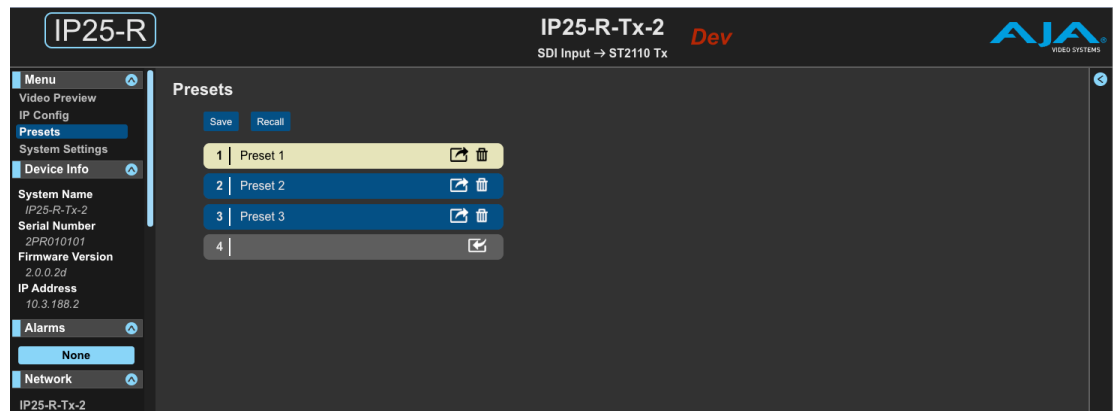 IP25-R
IP25-R-Tx-2
Dev
SDI Input → ST2110 Tx
AJA
VIDEO SYSTEMS
Menu
Video Preview
IP Config
Presets
System Settings
Device Info
System Name
IP25-R-Tx-2
Serial Number
2PR010101
Firmware Version
2.0.0.2d
IP Address
10.3.188.2
Alarms
None
Network
IP25-R-Tx-2
Presets
Save Recall
1 Preset 1
2 Preset 2
3 Preset 3
4